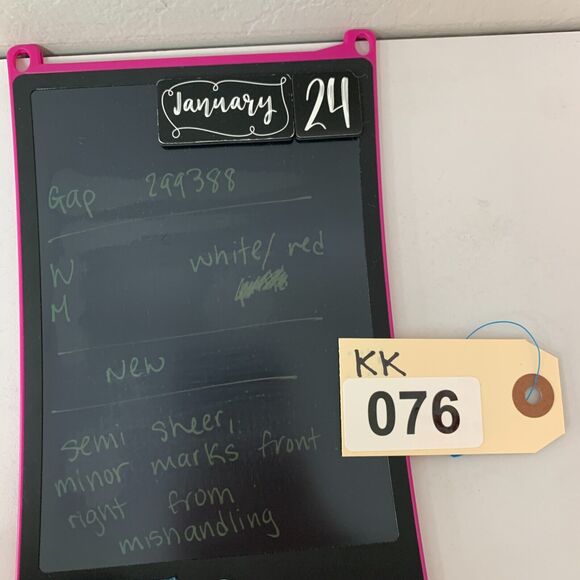 January 24
Gap 299388
W white/ red
M
New
semi sheer,
minor marks front
right from
mishandling
KK
076